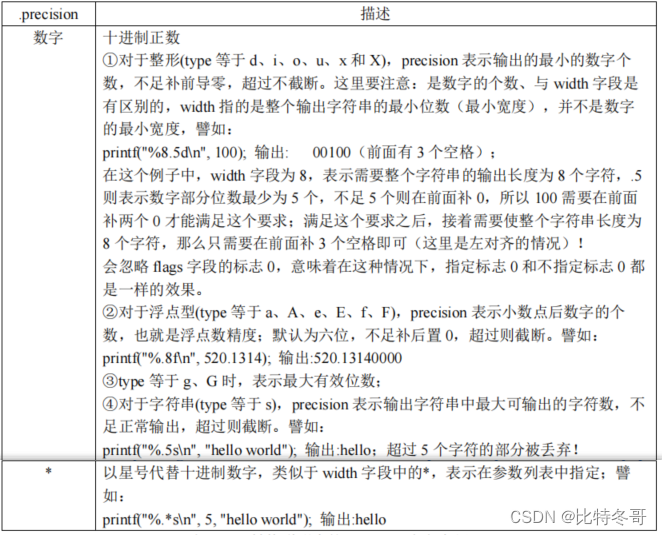 .precision 描述
数字 十进制正数
①对于整形(type 等于 d、i、o、u、x 和 X)，precision 表示输出的最小的数字个
数，不足补前导零，超过不截断。这里要注意：是数字的个数、与 width 字段是
有区别的，width 指的是整个输出字符串的最小位数（最小宽度），并不是数字
的最小宽度，譬如：
printf("%8.5d\n", 100); 输出:    00100（前面有 3 个空格）;
在这个例子中，width 字段为 8，表示需要整个字符串的输出长度为 8 个字符，.5
则表示数字部分位数最少为 5 个，不足 5 个则在前面补 0，所以 100 需要在前面
补两个 0 才能满足这个要求；满足这个要求之后，接着需要使整个字符串长度为
8 个字符，那么只需要在前面补 3 个空格即可（这里是左对齐的情况）！
会忽略 flags 字段的标志 0，意味着在这种情况下，指定标志 0 和不指定标志 0 都
是一样的效果。
②对于浮点型(type 等于 a、A、e、E、f、F)，precision 表示小数点后数字的个
数，也就是浮点数精度；默认为六位，不足补后置 0，超过则截断。譬如：
printf("%.8f\n", 520.1314); 输出:520.13140000
③type 等于 g、G 时，表示最大有效位数；
④对于字符串(type 等于 s)，precision 表示输出字符串中最大可输出的字符数，不
足正常输出，超过则截断。譬如：
printf("%.5s\n", "hello world"); 输出:hello；超过 5 个字符的部分被丢弃！
* 以星号代替十进制数字，类似于 width 字段中的*，表示在参数列表中指定；譬
如：
printf("%.*s\n", 5, "hello world"); 输出:hello
CSDN @比特冬哥